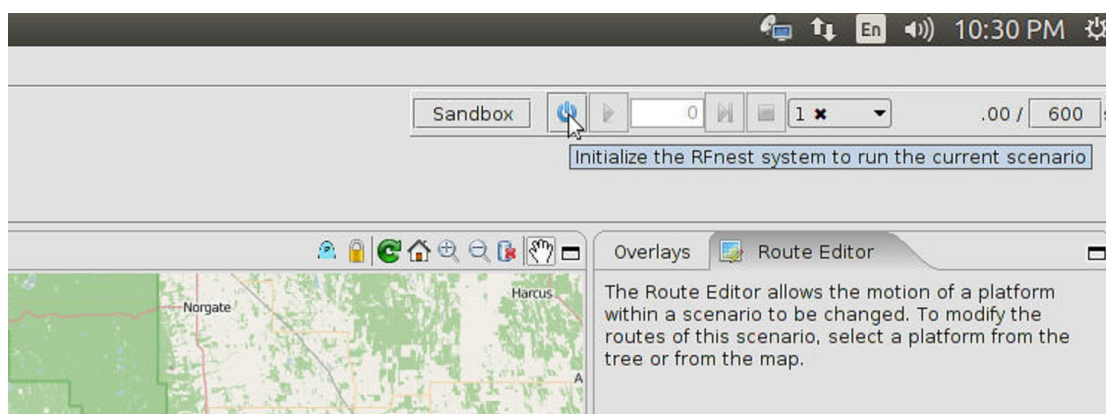 En 10:30 PM
Sandbox 0 1 ✖ .00 / 600
Initialize the RFnest system to run the current scenario
Overlays Route Editor
Norgate
Harcus
The Route Editor allows the motion of a platform
within a scenario to be changed. To modify the
routes of this scenario, select a platform from the
tree or from the map.
A